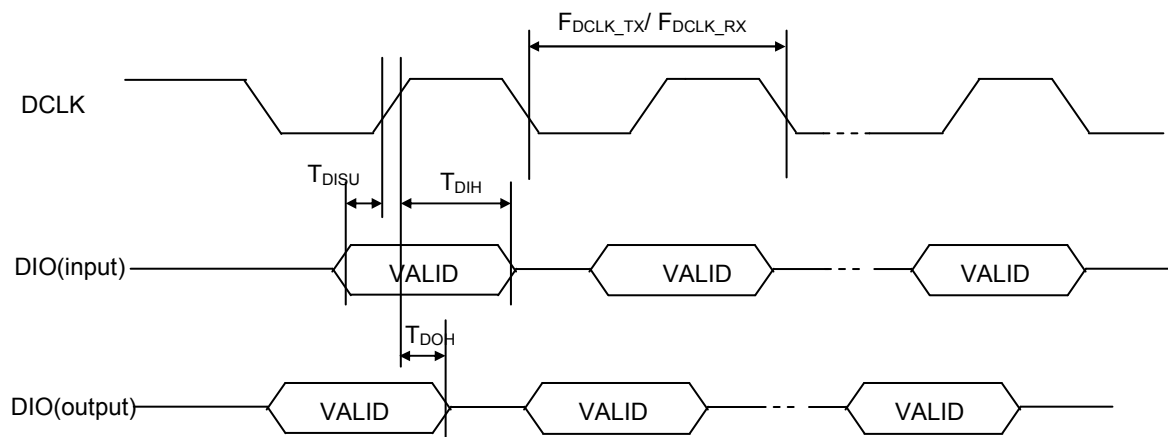 FDCLK_TX/ FDCLK_RX
DCLK
TDISU
TDIH
DIO(input)
VALID
VALID
VALID
TDOH
DIO(output)
VALID
VALID
VALID